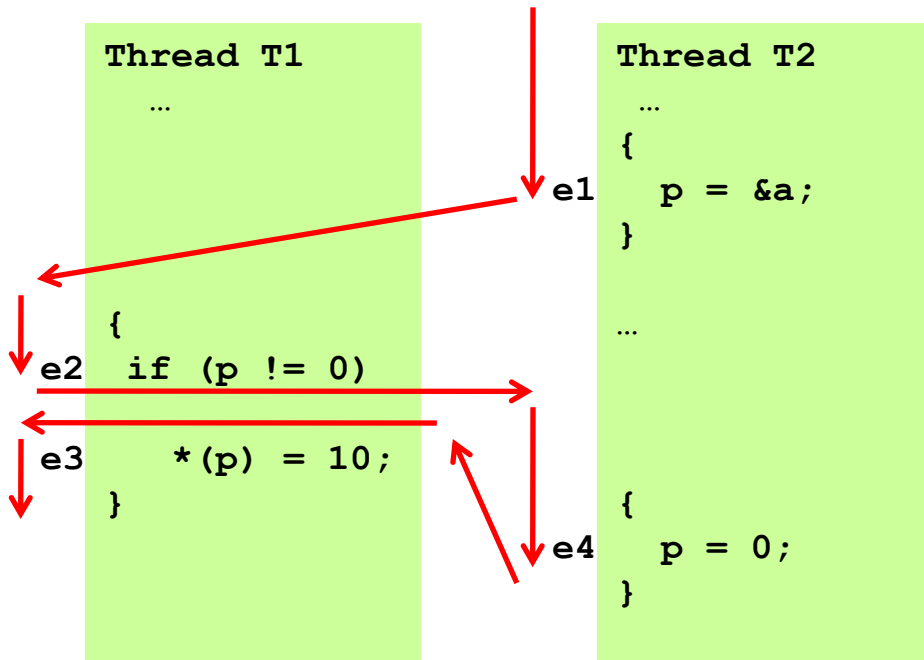 Thread T1
…
{
e2 if (p != 0)
e3 *(p) = 10;
}
Thread T2
…
{
e1 p = &a;
}
…
{
e4 p = 0;
}